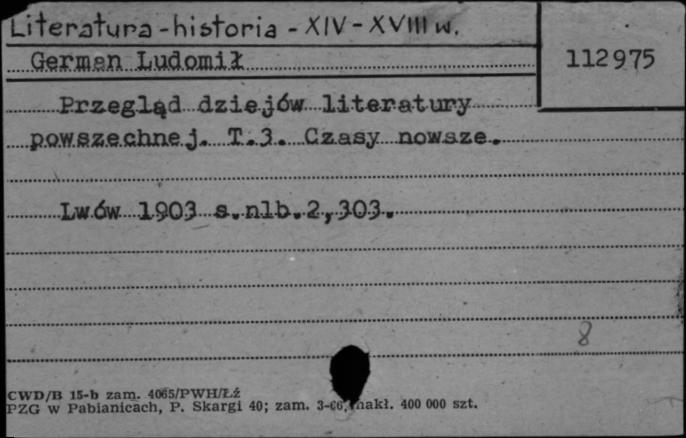 Literatura - historia - XIV - XVIII w.
German Ludomił
112975
Przegląd dziejów literatury
powszechnej. T.3. Czasy nowsze.
Lwów 1903 s.nlb.2,303.
8
CWD/B 15-b zam. 4065/PWH/Łź
PZG w Pabianicach, P. Skargi 40; zam. 3-66, nakł. 400 000 szt.